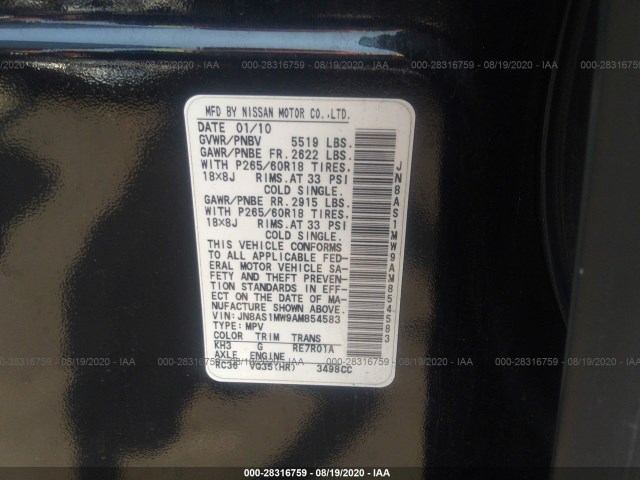 MFD BY NISSAN MOTOR CO.,LTD.
DATE 01/10
GVWR/PNBV 5519 LBS.
GAWR/PNBE FR.2622 LBS.
WITH P265/60R18 TIRES,
18×8J RIMS.AT 33 PSI
COLD SINGLE.
GAWR/PNBE RR.2915 LBS.
WITH P265/60R18 TIRES,
18×8J RIMS.AT 33 PSI
COLD SINGLE.
THIS VEHICLE CONFORMS
TO ALL APPLICABLE FED-
ERAL MOTOR VEHICLE SA-
FETY AND THEFT PREVEN-
TION STANDARDS IN EFF-
ECT ON THE DATE OF MA-
NUFACTURE SHOWN ABOVE.
VIN: JN8AS1MW9AM854583
TYPE: MPV
COLOR TRIM TRANS
KH3 G RE7R01A
AXLE ENGINE
RC36 VQ35(HR) 3498CC
JN8AS1MW9AM854583
000-28316759 - 08/19/2020 - IAA